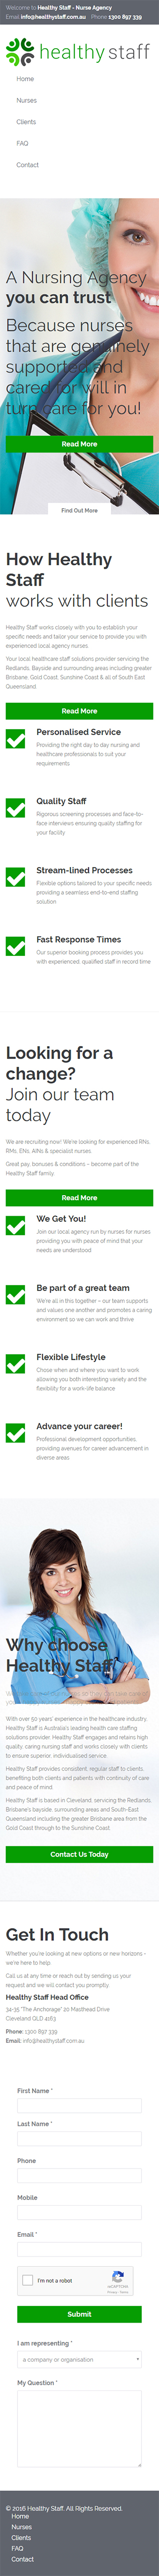 Welcome to Healthy Staff - Nurse Agency
Email info@healthystaff.com.au Phone 1300 897 339
healthy staff
Home
Nurses
Clients
FAQ
Contact
A Nursing Agency
you can trust
Because nurses
that are genuinely
supported and
cared for will in
turn care for you!
Read More
Find Out More
How Healthy
Staff
works with clients
Healthy Staff works closely with you to establish your
specific needs and tailor your service to provide you with
experienced local agency nurses.
Your local healthcare staff solutions provider servicing the
Redlands, Bayside and surrounding areas including greater
Brisbane, Gold Coast, Sunshine Coast & all of South East
Queensland.
Read More
Personalised Service
Providing the right day to day nursing and
healthcare professionals to suit your
requirements
Quality Staff
Rigorous screening processes and face-to-
face interviews ensuring quality staffing for
your facility
Stream-lined Processes
Flexible options tailored to your specific needs
providing a seamless end-to-end staffing
solution
Fast Response Times
Our superior booking process provides you
with experienced, qualified staff in record time
Looking for a
change?
Join our team
today
We are recruiting now! We're looking for experienced RNs,
RMs, ENs, AINs & specialist nurses.
Great pay, bonuses & conditions – become part of the
Healthy Staff family.
Read More
We Get You!
Join our local agency run by nurses for nurses
providing you with peace of mind that your
needs are understood
Be part of a great team
We're all in this together – our team supports
and values one another and promotes a caring
environment so we can work and thrive
Flexible Lifestyle
Chose when and where you want to work
allowing you both interesting variety and the
flexibility for a work-life balance
Advance your career!
Professional development opportunities,
providing avenues for career advancement in
diverse areas
Why choose
Healthy Staff
With over 50 years' experience in the healthcare industry,
Healthy Staff is Australia's leading health care staffing
solutions provider. Healthy Staff engages and retains high
quality, caring nursing staff and works closely with clients
to ensure superior, individualised service.
Healthy Staff provides consistent, regular staff to clients,
benefiting both clients and patients with continuity of care
and peace of mind.
Healthy Staff is based in Cleveland, servicing the Redlands,
Brisbane's bayside, surrounding areas and South-East
Queensland including the greater Brisbane area from the
Gold Coast through to the Sunshine Coast.
Contact Us Today
Get In Touch
Whether you're looking at new options or new horizons -
we're here to help.
Call us at any time or reach out by sending us your
request and we will contact you promptly.
Healthy Staff Head Office
34-35 "The Anchorage" 20 Masthead Drive
Cleveland QLD 4163
Phone: 1300 897 339
Email: info@healthystaff.com.au
First Name *
Last Name *
Phone
Mobile
Email *
I'm not a robot
reCAPTCHA
Privacy - Terms
Submit
I am representing *
a company or organisation
My Question *
© 2016 Healthy Staff. All Rights Reserved.
Home
Nurses
Clients
FAQ
Contact